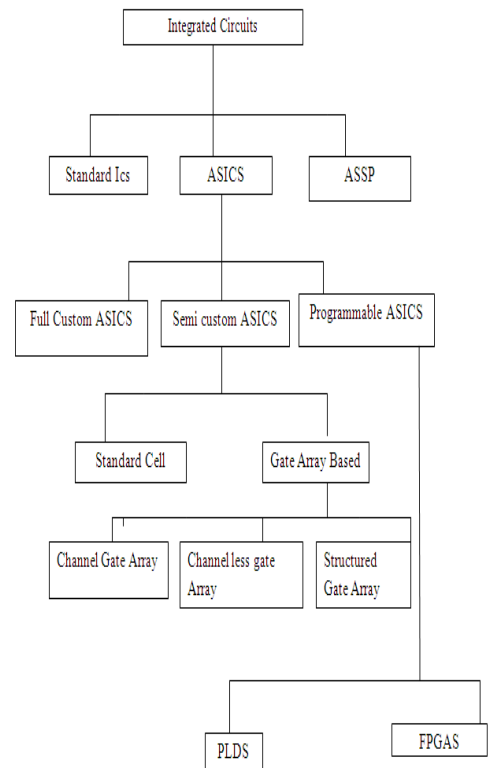 Integrated Circuits
Standard Ics
ASICS
ASSP
Full Custom ASICS
Semi custom ASICS
Programmable ASICS
Standard Cell
Gate Array Based
Channel Gate Array
Channel less gate
Array
Structured
Gate Array
PLDS
FPGAS